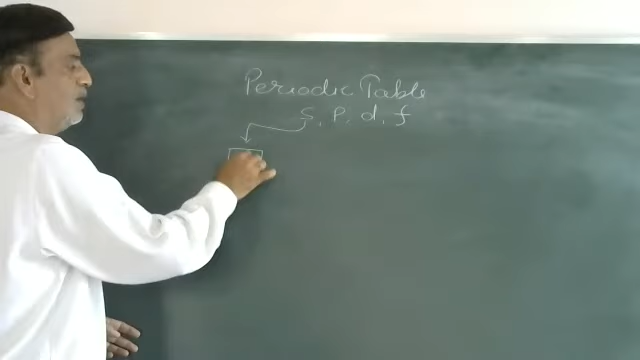 Periodic Table
s, p, d, f